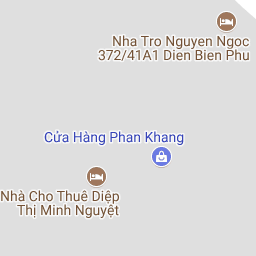 Nha Tro Nguyen Ngoc
372/41A1 Dien Bien Phu
Cửa Hàng Phan Khang
Nhà Cho Thuê Diệp
Thị Minh Nguyệt